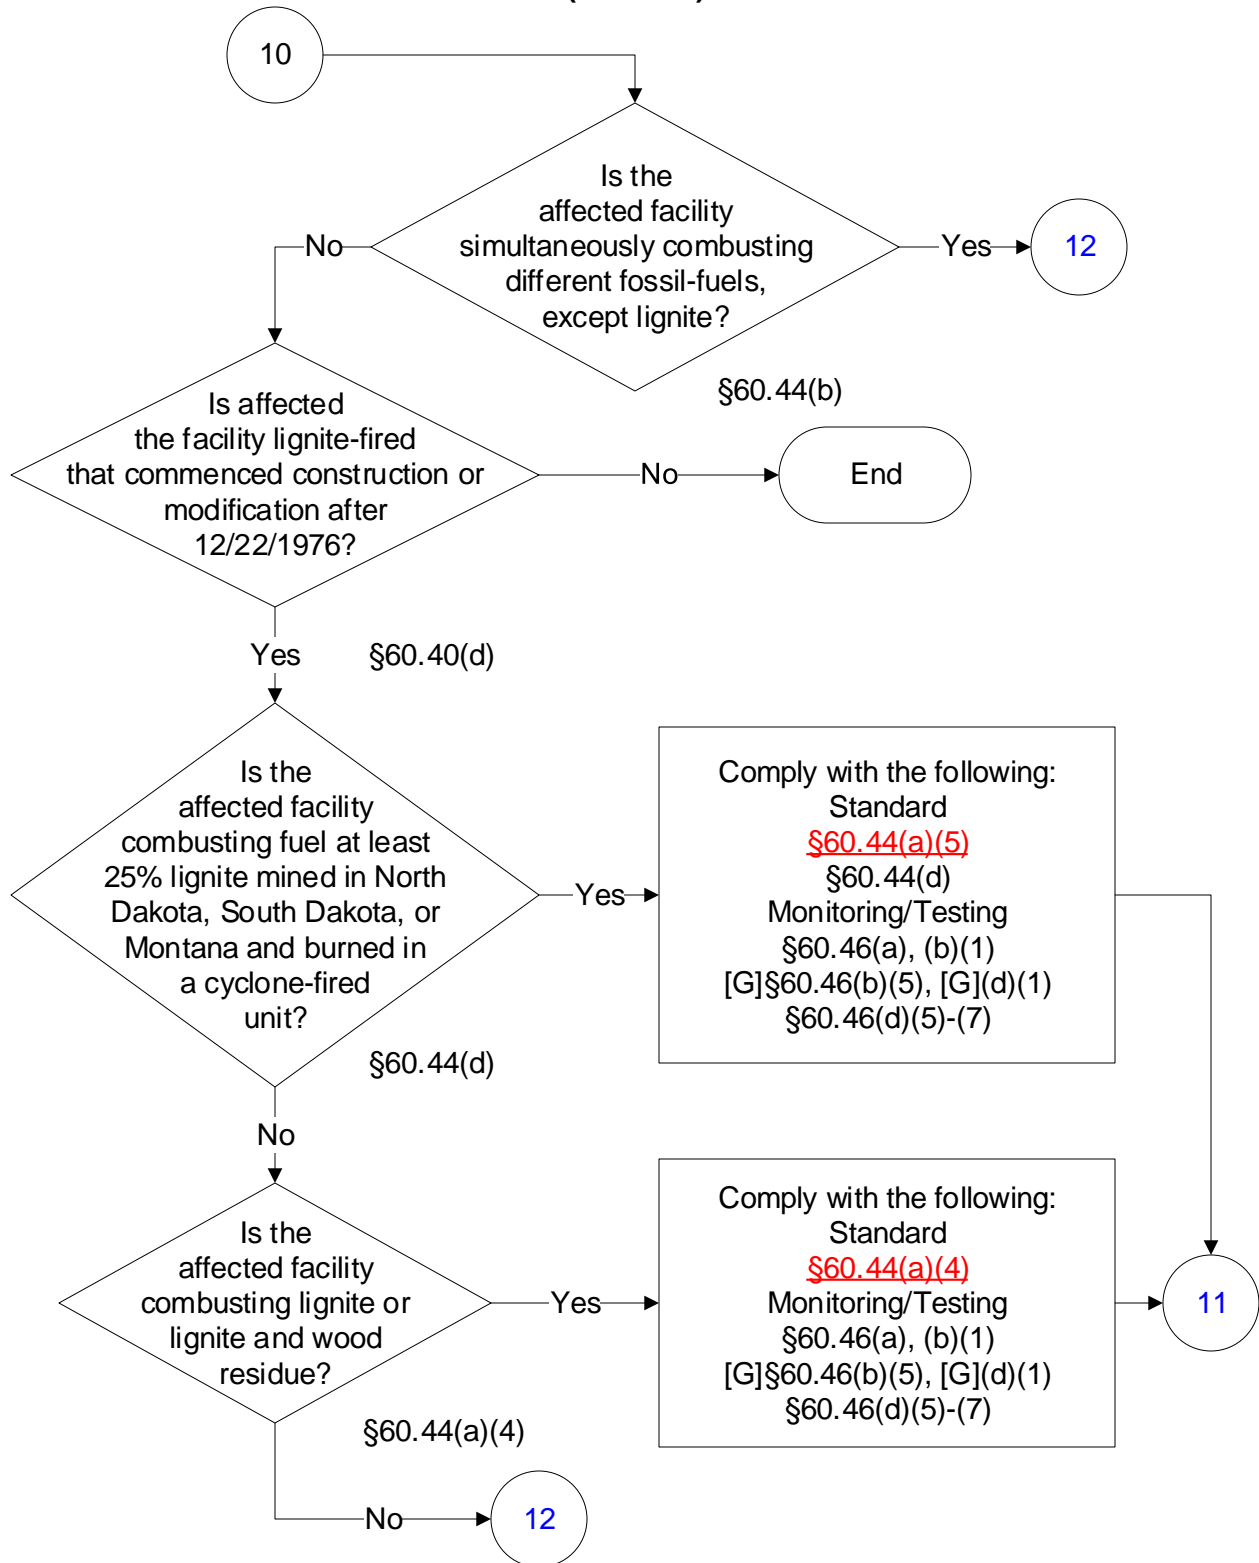 10
Is the
affected facility
simultaneously combusting
different fossil-fuels,
except lignite?
No
Yes
12
§60.44(b)
Is affected
the facility lignite-fired
that commenced construction or
modification after
12/22/1976?
No
End
Yes
§60.40(d)
Is the
affected facility
combusting fuel at least
25% lignite mined in North
Dakota, South Dakota, or
Montana and burned in
a cyclone-fired
unit?
Yes
§60.44(d)
Comply with the following:
Standard
§60.44(a)(5)
§60.44(d)
Monitoring/Testing
§60.46(a), (b)(1)
[G]§60.46(b)(5), [G](d)(1)
§60.46(d)(5)-(7)
No
Is the
affected facility
combusting lignite or
lignite and wood
residue?
Yes
§60.44(a)(4)
Comply with the following:
Standard
§60.44(a)(4)
Monitoring/Testing
§60.46(a), (b)(1)
[G]§60.46(b)(5), [G](d)(1)
§60.46(d)(5)-(7)
11
No
12